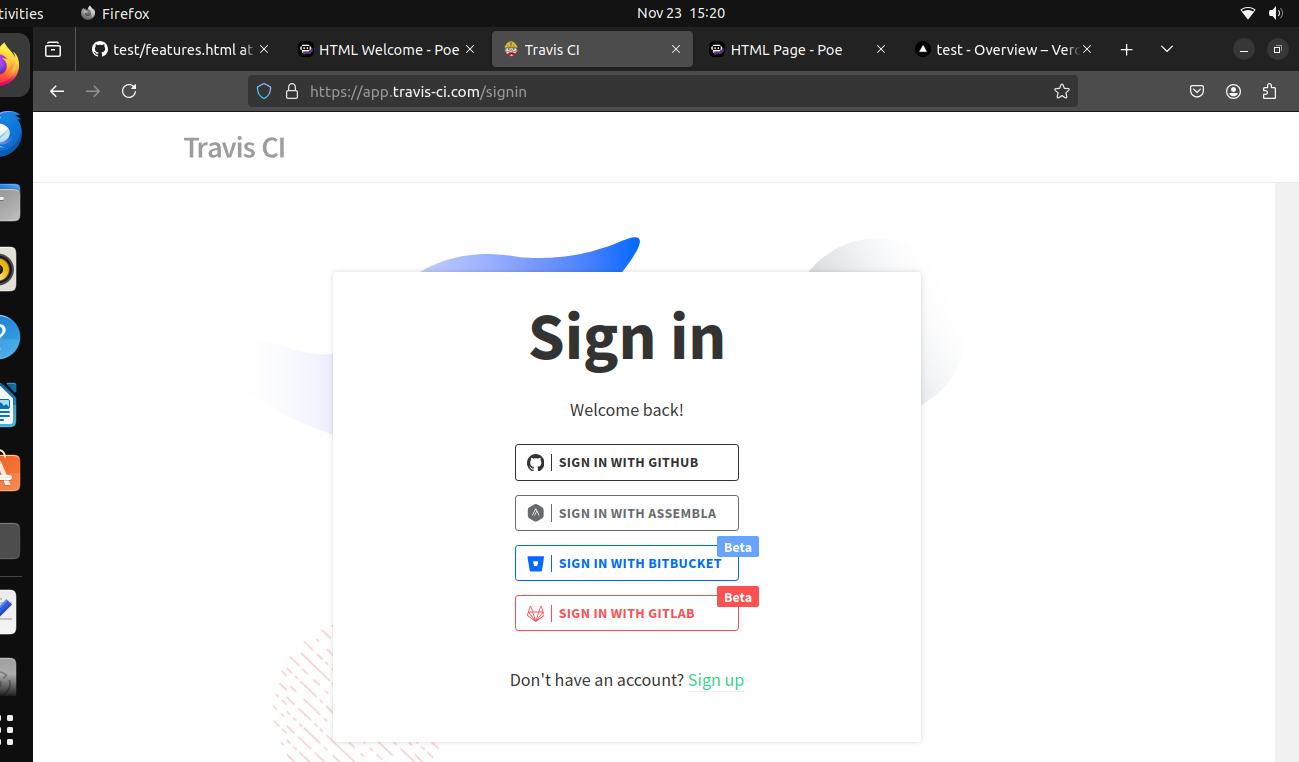 tivities
Firefox
Nov 23 15:20
test/features.html at
HTML Welcome - Poe
Travis CI
HTML Page - Poe
test - Overview – Verc
https://app.travis-ci.com/signin
Travis CI
Sign in
Welcome back!
SIGN IN WITH GITHUB
SIGN IN WITH ASSEMBLA
Beta
SIGN IN WITH BITBUCKET
Beta
SIGN IN WITH GITLAB
Don't have an account? Sign up